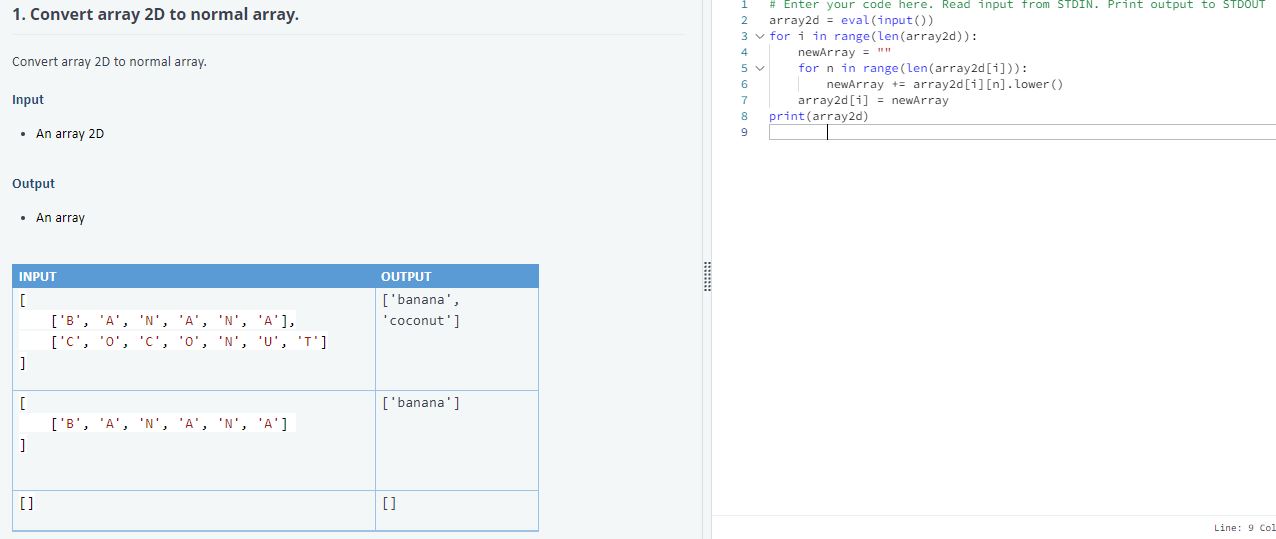 1. Convert array 2D to normal array.
Convert array 2D to normal array.
Input
• An array 2D
Output
• An array
INPUT OUTPUT
[ ['banana',
['B', 'A', 'N', 'A', 'N', 'A'], 'coconut']
['C', 'O', 'C', 'O', 'N', 'U', 'T']
]
[ ['banana']
['B', 'A', 'N', 'A', 'N', 'A']
]
[] []
1 # Enter your code here. Read input from STDIN. Print output to STDOUT
2 array2d = eval(input())
3 for i in range(len(array2d)):
4 newArray = ""
5 for n in range(len(array2d[i])):
6 newArray += array2d[i][n].lower()
7 array2d[i] = newArray
8 print(array2d)
9
Line: 9 Col